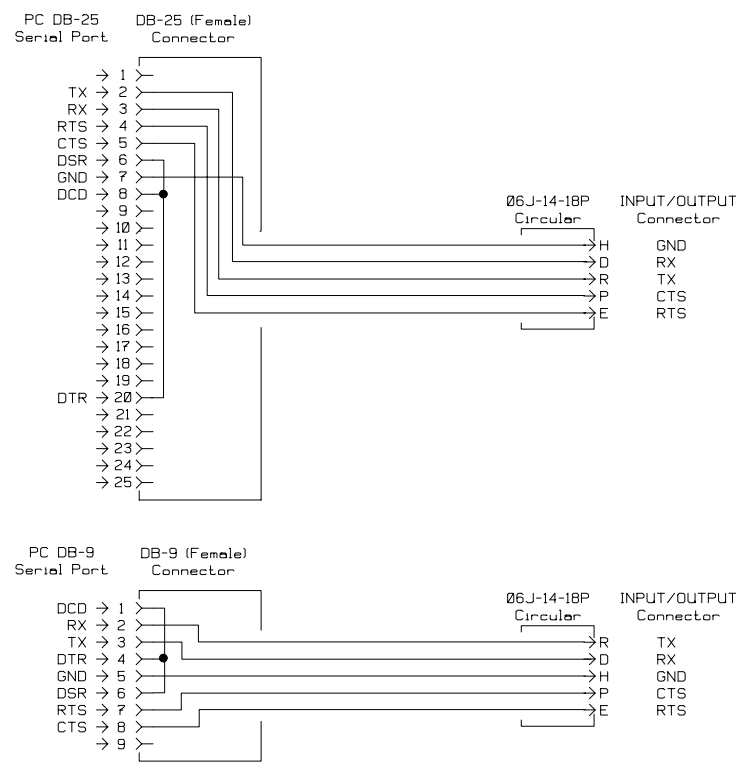 PC DB-25 DB-25 (Female)
Serial Port Connector
1
TX 2
RX 3
RTS 4
CTS 5
DSR 6
GND 7
DCD 8
9
10
11
12
13
14
15
16
17
18
19
DTR 20
21
22
23
24
25
Ø6J-14-18P INPUT/OUTPUT
Circular Connector
H GND
D RX
R TX
P CTS
E RTS
PC DB-9 DB-9 (Female)
Serial Port Connector
DCD 1
RX 2
TX 3
DTR 4
GND 5
DSR 6
RTS 7
CTS 8
9
Ø6J-14-18P INPUT/OUTPUT
Circular Connector
R TX
D RX
H GND
P CTS
E RTS